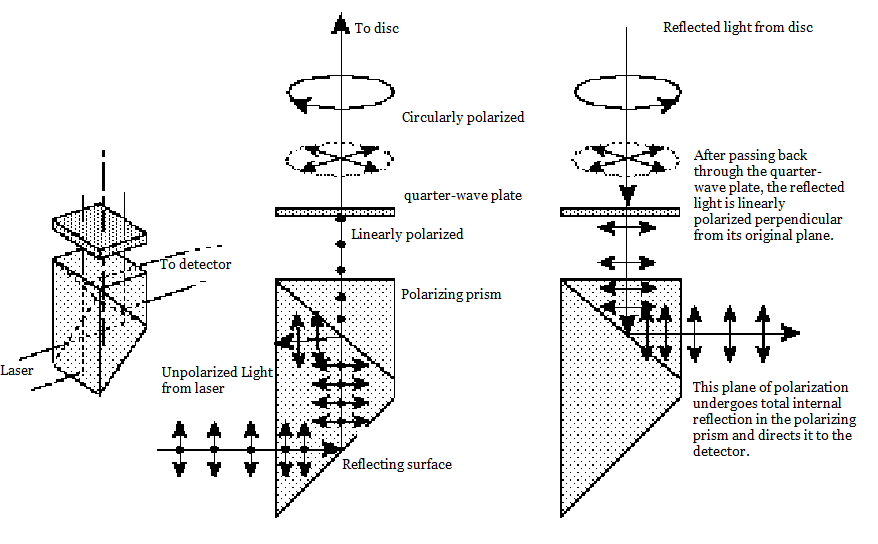 To disc
Circularly polarized
quarter-wave plate
Linearly polarized
To detector
Polarizing prism
Laser
Unpolarized Light
from laser
Reflecting surface
Reflected light from disc
After passing back
through the quarter-
wave plate, the reflected
light is linearly
polarized perpendicular
from its original plane.
This plane of polarization
undergoes total internal
reflection in the polarizing
prism and directs it to the
detector.